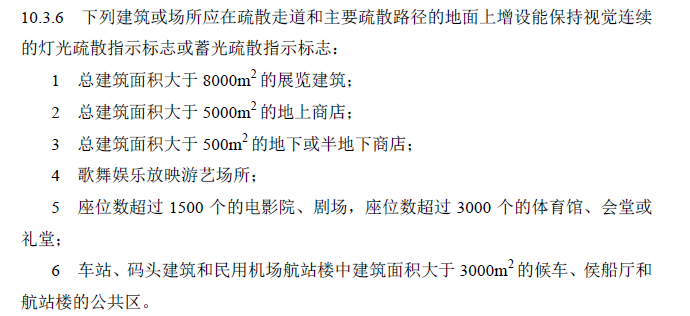 10.3.6 下列建筑或场所应在疏散走道和主要疏散路径的地面上增设能保持视觉连续
的灯光疏散指示标志或蓄光疏散指示标志：
1 总建筑面积大于 8000m² 的展览建筑；
2 总建筑面积大于 5000m² 的地上商店；
3 总建筑面积大于 500m² 的地下或半地下商店；
4 歌舞娱乐放映游艺场所；
5 座位数超过 1500 个的电影院、剧场，座位数超过 3000 个的体育馆、会堂或
礼堂；
6 车站、码头建筑和民用机场航站楼中建筑面积大于 3000m² 的候车、侯船厅和
航站楼的公共区。